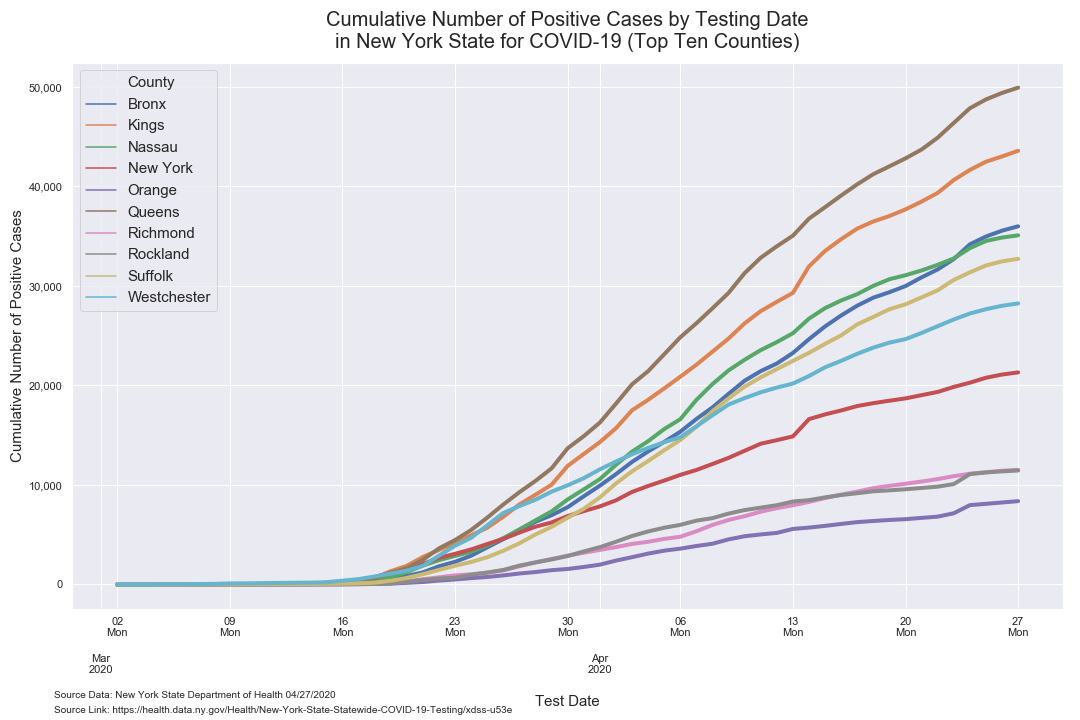 Cumulative Number of Positive Cases by Testing Date
in New York State for COVID-19 (Top Ten Counties)
Cumulative Number of Positive Cases
50,000
40,000
30,000
20,000
10,000
0
County
Bronx
Kings
Nassau
New York
Orange
Queens
Richmond
Rockland
Suffolk
Westchester
02 09 16 23 30 06 13 20 27
Mon Mon Mon Mon Mon Mon Mon Mon Mon
Mar Apr
2020 2020
Test Date
Source Data: New York State Department of Health 04/27/2020
Source Link: https://health.data.ny.gov/Health/New-York-State-Statewide-COVID-19-Testing/xdss-u53e